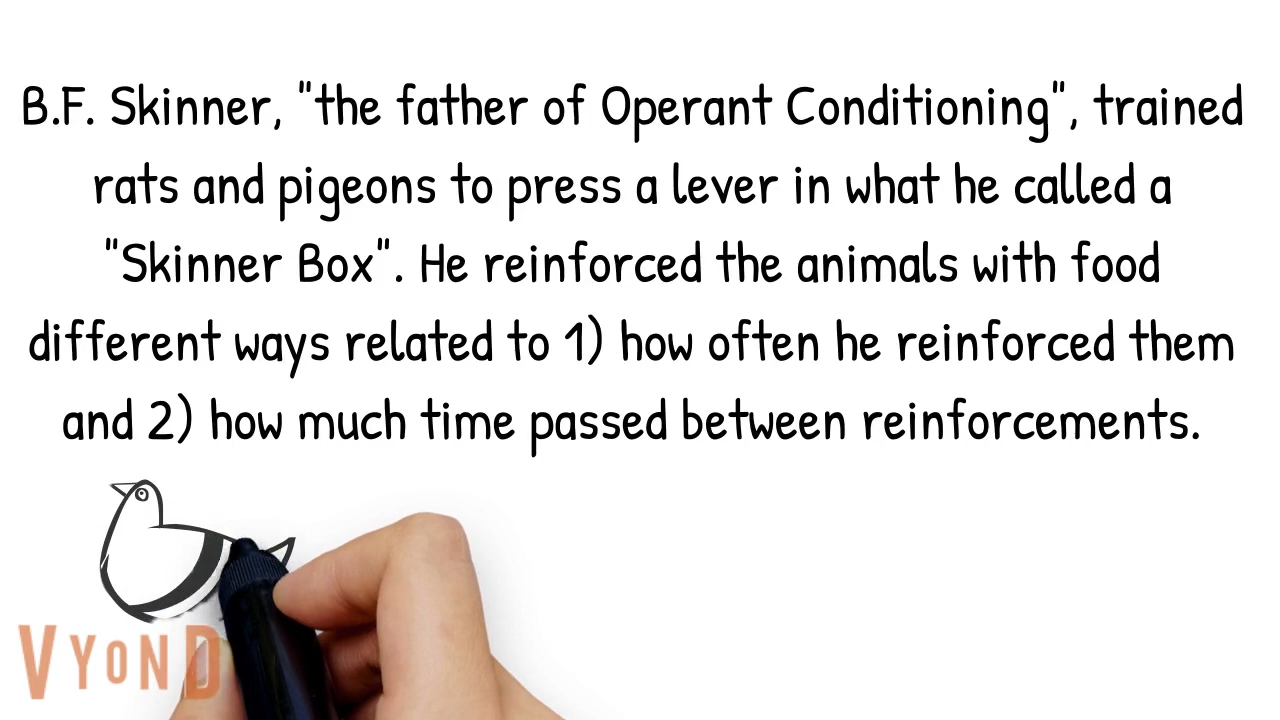 B.F. Skinner, "the father of Operant Conditioning", trained
rats and pigeons to press a lever in what he called a
"Skinner Box". He reinforced the animals with food
different ways related to 1) how often he reinforced them
and 2) how much time passed between reinforcements.
VYOND